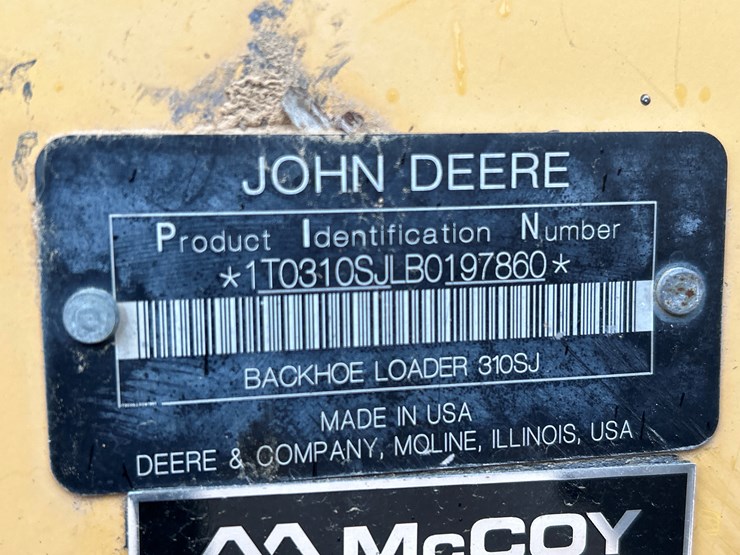 JOHN DEERE
Product Identification Number
*1T0310SJLB0197860*
BACKHOE LOADER 310SJ
MADE IN USA
DEERE & COMPANY, MOLINE, ILLINOIS, USA
McCOY